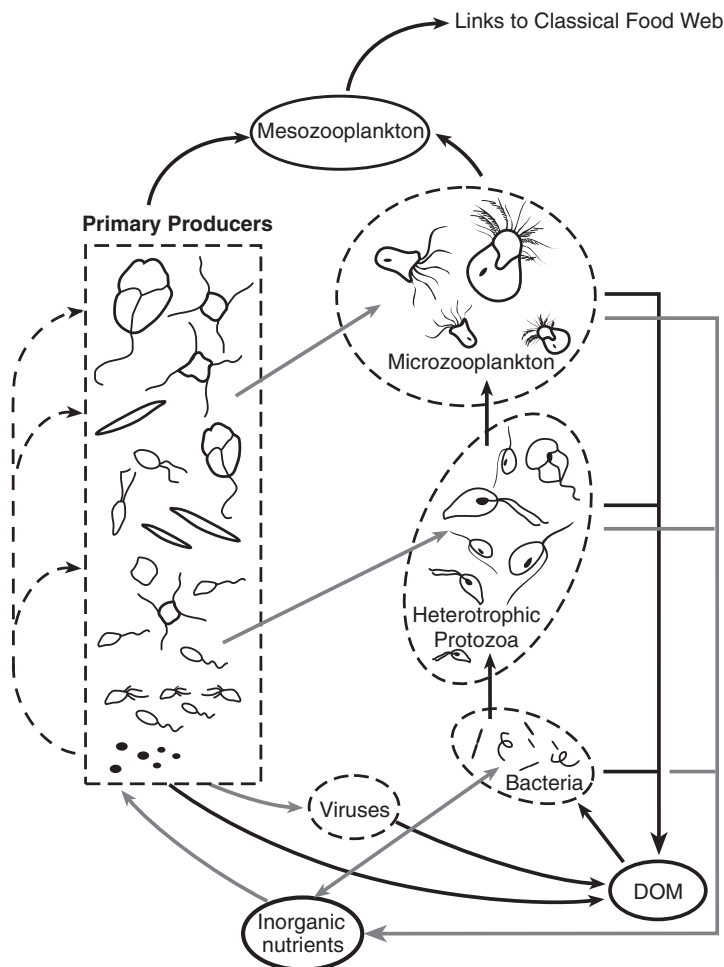 Links to Classical Food Web
Mesozooplankton
Primary Producers
Microzooplankton
Heterotrophic
Protozoa
Bacteria
Viruses
DOM
Inorganic
nutrients